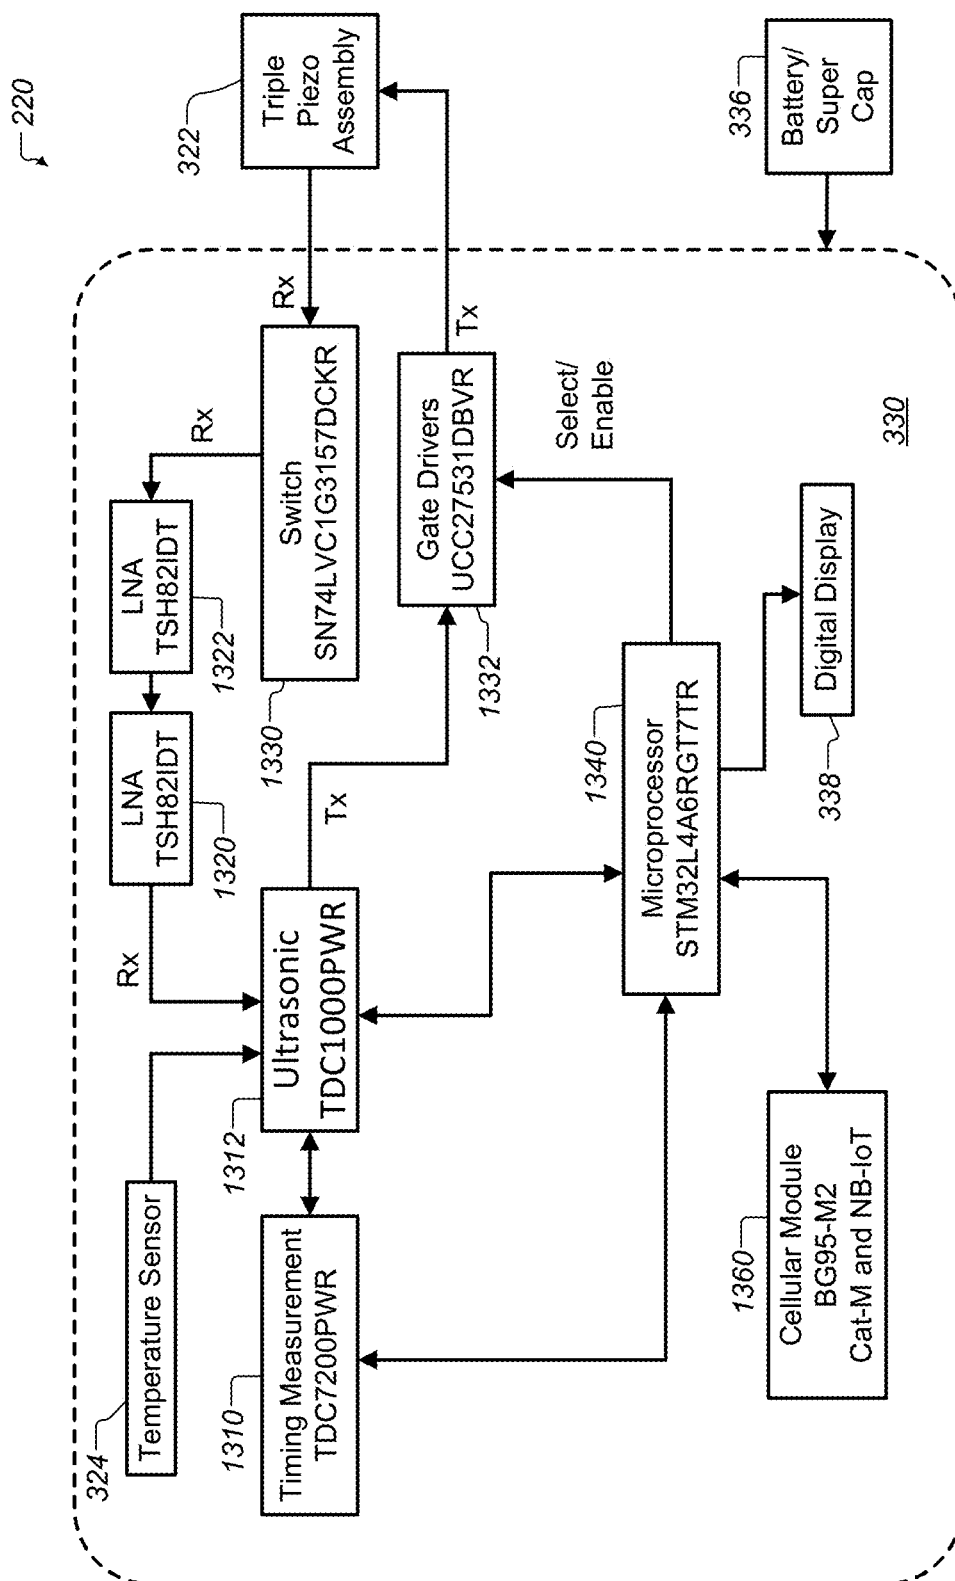 220
324
Temperature Sensor
Rx
LNA
TSH82IDT
1320
LNA
TSH82IDT
1322
Rx
1310
Timing Measurement
TDC7200PWR
1312
Ultrasonic
TDC1000PWR
Tx
1330
Switch
SN74LVC1G3157DCKR
Rx
322
Triple
Piezo
Assembly
1332
Gate Drivers
UCC27531DBVR
Tx
Select/
Enable
1340
Microprocessor
STM32L4A6RGT7TR
1360
Cellular Module
BG95-M2
Cat-M and NB-IoT
338
Digital Display
330
336
Battery/
Super
Cap